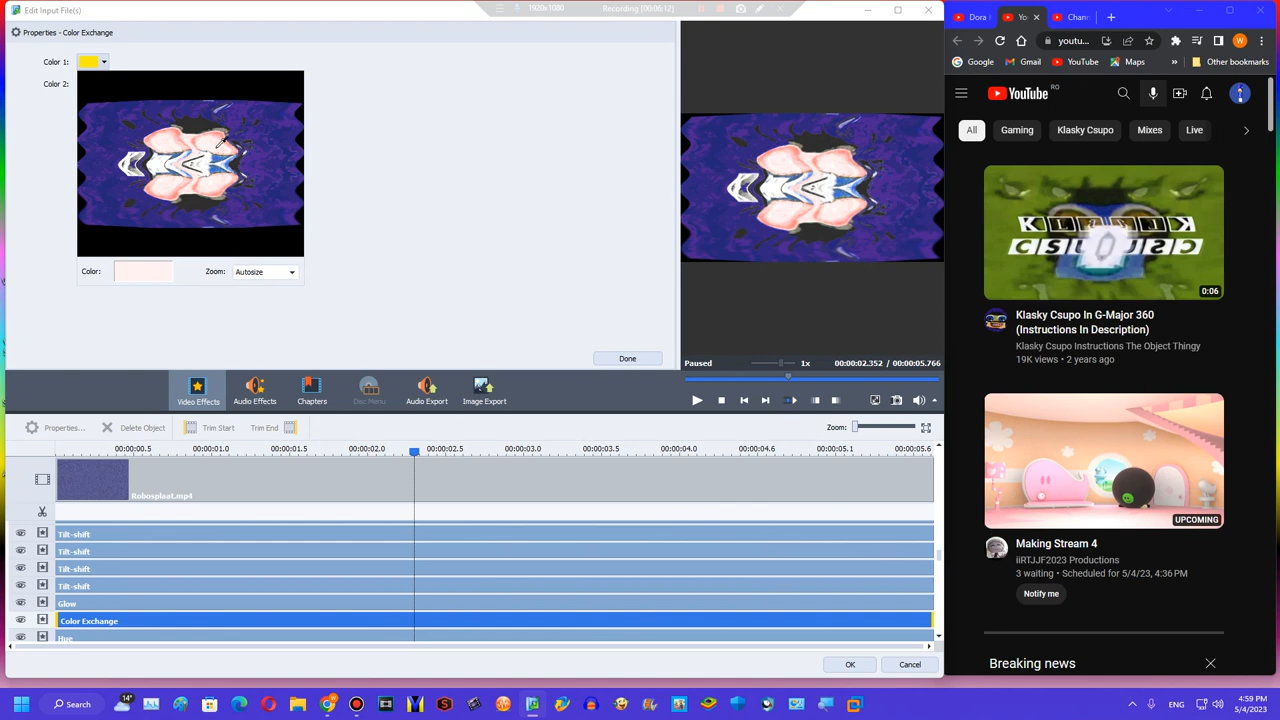 Edit Input File(s)
1920x1080
Recording [00:06:12]
Properties - Color Exchange
Color 1:
Color 2:
Color:
Zoom:
Autosize
Done
Paused
1x
00:00:02.352 / 00:00:05.766
Video Effects
Audio Effects
Chapters
Disc Menu
Audio Export
Image Export
Properties...
Delete Object
Trim Start
Trim End
Zoom:
00:00:00.5
00:00:01.0
00:00:01.5
00:00:02.0
00:00:02.5
00:00:03.0
00:00:03.5
00:00:04.0
00:00:04.6
00:00:05.1
00:00:05.6
Robosplaat.mp4
Tilt-shift
Tilt-shift
Tilt-shift
Tilt-shift
Glow
Color Exchange
Hue
OK
Cancel
Dora
Yo
Chann
youtu...
W
Google
Gmail
YouTube
Maps
»
Other bookmarks
YouTube
RO
All
Gaming
Klasky Csupo
Mixes
Live
0:06
Klasky Csupo In G-Major 360
(Instructions In Description)
Klasky Csupo Instructions The Object Thingy
19K views • 2 years ago
UPCOMING
Making Stream 4
iiRTJJF2023 Productions
3 waiting • Scheduled for 5/4/23, 4:36 PM
Notify me
Breaking news
Search
14°
ENG
4:59 PM
5/4/2023